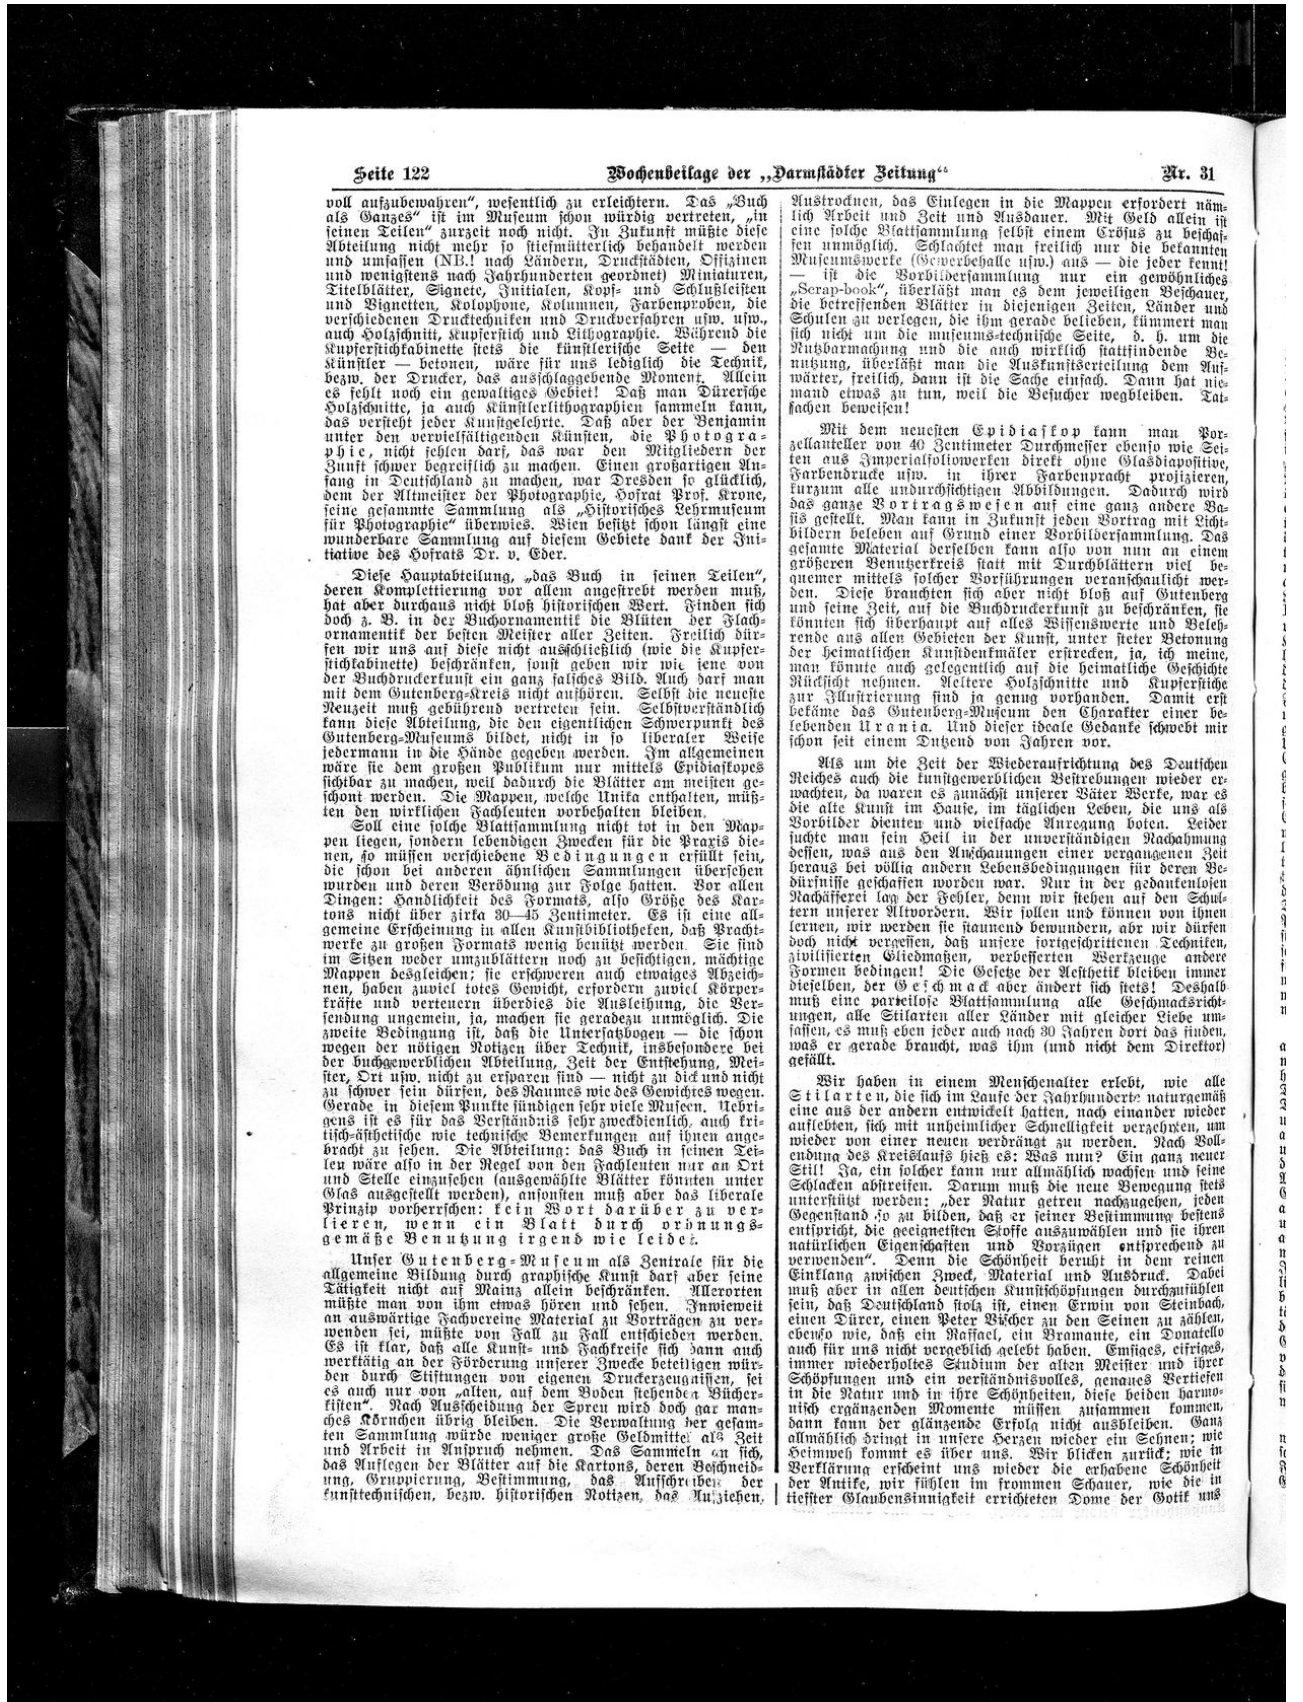 Seite 122
Wochenbeilage der „Darmstädter Zeitung“
Nr. 31
voll aufzubewahren“, wesentlich zu erleichtern. Das „Buch
als Ganzes“ ist im Museum schon würdig vertreten, „in
seinen Teilen“ zurzeit noch nicht. In Zukunft müßte diese
Abteilung nicht mehr so stiefmütterlich behandelt werden
und umfassen (NB.! nach Ländern, Druckstädten, Offizinen
und wenigstens nach Jahrhunderten geordnet) Miniaturen,
Titelblätter, Signete, Initialen, Kopf- und Schlußleisten
und Vignetten, Kolophone, Kolumnen, Farbenproben, die
verschiedenen Drucktechniken und Druckverfahren usw. usw.,
auch Holzschnitt, Kupferstich und Lithographie. Während die
Kupferstichkabinette stets die künstlerische Seite — den
Künstler — betonen, wäre für uns lediglich die Technik,
bezw. der Drucker, das ausschlaggebende Moment. Allein
es fehlt noch ein gewaltiges Gebiet! Daß man Dürersche
Holzschnitte, ja auch Künstlerlithographien sammeln kann,
das versteht jeder Kunstgelehrte. Daß aber der Benjamin
unter den vervielfältigenden Künsten, die Photogra-
phie, nicht fehlen darf, das war den Mitgliedern der
Zunft schwer begreiflich zu machen. Einen großartigen An-
fang in Deutschland zu machen, war Dresden so glücklich,
dem der Altmeister der Photographie, Hofrat Prof. Krone,
seine gesammte Sammlung als „Historisches Lehrmuseum
für Photographie“ überwies. Wien besitzt schon längst eine
wunderbare Sammlung auf diesem Gebiete dank der Ini-
tiative des Hofrats Dr. v. Eder.
Diese Hauptabteilung, „das Buch in seinen Teilen“,
deren Komplettierung vor allem angestrebt werden muß,
hat aber durchaus nicht bloß historischen Wert. Finden sich
doch z. B. in der Buchornamentik die Blüten der Flach-
ornamentik der besten Meister aller Zeiten. Freilich dür-
fen wir uns auf diese nicht ausschließlich (wie die Kupfer-
stichkabinette) beschränken, sonst geben wir wie jene von
der Buchdruckerkunst ein ganz falsches Bild. Auch darf man
mit dem Gutenberg-Kreis nicht aufhören. Selbst die neueste
Neuzeit muß gebührend vertreten sein. Selbstverständlich
kann diese Abteilung, die den eigentlichen Schwerpunkt des
Gutenberg-Museums bildet, nicht in so liberaler Weise
jedermann in die Hände gegeben werden. Im allgemeinen
wäre sie dem großen Publikum nur mittels Epidiaskopes
sichtbar zu machen, weil dadurch die Blätter am meisten ge-
schont werden. Die Mappen, welche Unika enthalten, müß-
ten den wirklichen Fachleuten vorbehalten bleiben.
Soll eine solche Blattsammlung nicht tot in den Map-
pen liegen, sondern lebendigen Zwecken für die Praxis die-
nen, so müssen verschiedene Bedingungen erfüllt sein,
die schon bei anderen ähnlichen Sammlungen übersehen
wurden und deren Verödung zur Folge hatten. Vor allen
Dingen: Handlichkeit des Formats, also Größe des Kar-
tons nicht über zirka 30—45 Zentimeter. Es ist eine all-
gemeine Erscheinung in allen Kunstbibliotheken, daß Pracht-
werke zu großen Formats wenig benützt werden. Sie sind
im Sitzen weder umzublättern noch zu besichtigen, mächtige
Mappen desgleichen; sie erschweren auch etwaiges Abzeich-
nen, haben zuviel totes Gewicht, erfordern zuviel Körper-
kräfte und verteuern überdies die Ausleihung, die Ver-
sendung ungemein, ja, machen sie geradezu unmöglich. Die
zweite Bedingung ist, daß die Untersatzbogen — die schon
wegen der nötigen Notizen über Technik, insbesondere bei
der buchgewerblichen Abteilung, Zeit der Entstehung, Mei-
ster, Ort usw. nicht zu ersparen sind — nicht zu dick und nicht
zu schwer sein dürfen, des Raumes wie des Gewichtes wegen.
Gerade in diesem Punkte sündigen sehr viele Museen. Uebri-
gens ist es für das Verständnis sehr zweckdienlich, auch kri-
tisch-ästhetische wie technische Bemerkungen auf ihnen ange-
bracht zu sehen. Die Abteilung: das Buch in seinen Tei-
len wäre also in der Regel von den Fachleuten nur an Ort
und Stelle einzusehen (ausgewählte Blätter könnten unter
Glas ausgestellt werden), ansonsten muß aber das liberale
Prinzip vorherrschen: kein Wort darüber zu ver-
lieren, wenn ein Blatt durch ordnungs-
gemäße Benutzung irgend wie leidet.
Unser Gutenberg-Museum als Zentrale für die
allgemeine Bildung durch graphische Kunst darf aber seine
Tätigkeit nicht auf Mainz allein beschränken. Allerorten
müßte man von ihm etwas hören und sehen. Inwieweit
an auswärtige Fachvereine Material zu Vorträgen zu ver-
wenden sei, müßte von Fall zu Fall entschieden werden.
Es ist klar, daß alle Kunst- und Fachkreise sich dann auch
werktätig an der Förderung unserer Zwecke beteiligen wür-
den durch Stiftungen von eigenen Druckerzeugnissen, sei
es auch nur von „alten, auf dem Boden stehenden Bücher-
kisten“. Nach Ausscheidung der Spreu wird doch gar man-
ches Körnchen übrig bleiben. Die Verwaltung der gesam-
ten Sammlung würde weniger große Geldmittel als Zeit
und Arbeit in Anspruch nehmen. Das Sammeln an sich,
das Auflegen der Blätter auf die Kartons, deren Beschneid-
ung, Gruppierung, Bestimmung, das Aufschreiben der
kunsttechnischen, bezw. historischen Notizen, das Aufziehen,
Austrocknen, das Einlegen in die Mappen erfordert näm-
lich Arbeit und Zeit und Ausdauer. Mit Geld allein ist
eine solche Blattsammlung selbst einem Crösus zu beschaf-
fen unmöglich. Schlachtet man freilich nur die bekannten
Museumswerke (Gewerbehalle usw.) aus — die jeder kennt!
— ist die Vorbildersammlung nur ein gewöhnliches
„Scrap-book“, überläßt man es dem jeweiligen Beschauer,
die betreffenden Blätter in diejenigen Zeiten, Länder und
Schulen zu verlegen, die ihm gerade belieben, kümmert man
sich nicht um die museums-technische Seite, d. h. um die
Nutzbarmachung und die auch wirklich stattfindende Be-
nutzung, überläßt man die Auskunftserteilung dem Auf-
wärter, freilich, dann ist die Sache einfach. Dann hat nie-
mand etwas zu tun, weil die Besucher wegbleiben. Tat-
sachen beweisen!
Mit dem neuesten Epidiaskop kann man Por-
zellanteller von 40 Zentimeter Durchmesser ebenso wie Sei-
ten aus Imperialfoliowerken direkt ohne Glasdiapositive,
Farbendrucke usw. in ihrer Farbenpracht projizieren,
kurzum alle undurchsichtigen Abbildungen. Dadurch wird
das ganze Vortragswesen auf eine ganz andere Ba-
sis gestellt. Man kann in Zukunft jeden Vortrag mit Licht-
bildern beleben auf Grund einer Vorbildersammlung. Das
gesamte Material derselben kann also von nun an einem
größeren Benutzerkreis statt mit Durchblättern viel be-
quemer mittels solcher Vorführungen veranschaulicht wer-
den. Diese brauchten sich aber nicht bloß auf Gutenberg
und seine Zeit, auf die Buchdruckerkunst zu beschränken, sie
könnten sich überhaupt auf alles Wissenswerte und Beleh-
rende aus allen Gebieten der Kunst, unter steter Betonung
der heimatlichen Kunstdenkmäler erstrecken, ja, ich meine,
man könnte auch gelegentlich auf die heimatliche Geschichte
Rücksicht nehmen. Aeltere Holzschnitte und Kupferstiche
zur Illustrierung sind ja genug vorhanden. Damit erst
bekäme das Gutenberg-Museum den Charakter einer be-
lebenden Urania. Und dieser ideale Gedanke schwebt mir
schon seit einem Dutzend von Jahren vor.
Als um die Zeit der Wiederaufrichtung des Deutschen
Reiches auch die kunstgewerblichen Bestrebungen wieder er-
wachten, da waren es zunächst unserer Väter Werke, war es
die alte Kunst im Hause, im täglichen Leben, die uns als
Vorbilder dienten und vielfache Anregung boten. Leider
suchte man sein Heil in der unverständigen Nachahmung
dessen, was aus den Anschauungen einer vergangenen Zeit
heraus bei völlig andern Lebensbedingungen für deren Be-
dürfnisse geschaffen worden war. Nur in der gedankenlosen
Nachäfferei lag der Fehler, denn wir stehen auf den Schul-
tern unserer Altvordern. Wir sollen und können von ihnen
lernen, wir werden sie staunend bewundern, abr wir dürfen
doch nicht vergessen, daß unsere fortgeschrittenen Techniken,
zivilisierten Gliedmaßen, verbesserten Werkzeuge andere
Formen bedingen! Die Gesetze der Aesthetik bleiben immer
dieselben, der Geschmack aber ändert sich stets! Deshalb
muß eine parteilose Blattsammlung alle Geschmacksricht-
ungen, alle Stilarten aller Länder mit gleicher Liebe um-
fassen, es muß eben jeder auch nach 30 Jahren dort das finden,
was er gerade braucht, was ihm (und nicht dem Direktor)
gefällt.
Wir haben in einem Menschenalter erlebt, wie alle
Stilarten, die sich im Laufe der Jahrhunderte naturgemäß
eine aus der andern entwickelt hatten, nach einander wieder
auflebten, sich mit unheimlicher Schnelligkeit verzehrten, um
wieder von einer neuen verdrängt zu werden. Nach Voll-
endung des Kreislaufs hieß es: Was nun? Ein ganz neuer
Stil! Ja, ein solcher kann nur allmählich wachsen und seine
Schlacken abstreifen. Darum muß die neue Bewegung stets
unterstützt werden: „der Natur getreu nachzugehen, jeden
Gegenstand so zu bilden, daß er seiner Bestimmung bestens
entspricht, die geeignetsten Stoffe auszuwählen und sie ihren
natürlichen Eigenschaften und Vorzügen entsprechend zu
verwenden“. Denn die Schönheit beruht in dem reinen
Einklang zwischen Zweck, Material und Ausdruck. Dabei
muß aber in allen deutschen Kunstschöpfungen durchzufühlen
sein, daß Deutschland stolz ist, einen Erwin von Steinbach,
einen Dürer, einen Peter Vischer zu den Seinen zu zählen,
ebenso wie, daß ein Raffael, ein Bramante, ein Donatello
auch für uns nicht vergeblich gelebt haben. Emsiges, eifriges,
immer wiederholtes Studium der alten Meister und ihrer
Schöpfungen und ein verständnisvolles, genaues Vertiefen
in die Natur und in ihre Schönheiten, diese beiden harmo-
nisch ergänzenden Momente müssen zusammen kommen,
dann kann der glänzende Erfolg nicht ausbleiben. Ganz
allmählich dringt in unsere Herzen wieder ein Sehnen; wie
Heimweh kommt es über uns. Wir blicken zurück; wie in
Verklärung erscheint uns wieder die erhabene Schönheit
der Antike, wir fühlen im frommen Schauer, wie die in
tiefster Glaubensinnigkeit errichteten Dome der Gotik uns